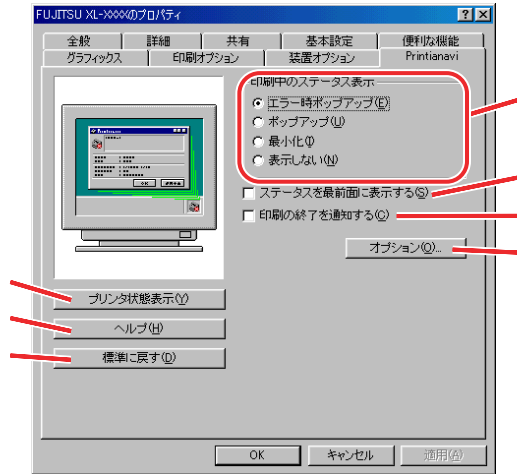 FUJITSU XL-XXXXのプロパティ
全般 詳細 共有 基本設定 便利な機能
グラフィックス 印刷オプション 装置オプション Printianavi
印刷中のステータス表示
エラー時ポップアップ(E)
ポップアップ(U)
最小化(I)
表示しない(N)
ステータスを最前面に表示する(S)
印刷の終了を通知する(C)
オプション(O)...
プリンタ状態表示(Y)
ヘルプ(H)
標準に戻す(D)
OK キャンセル 適用(A)